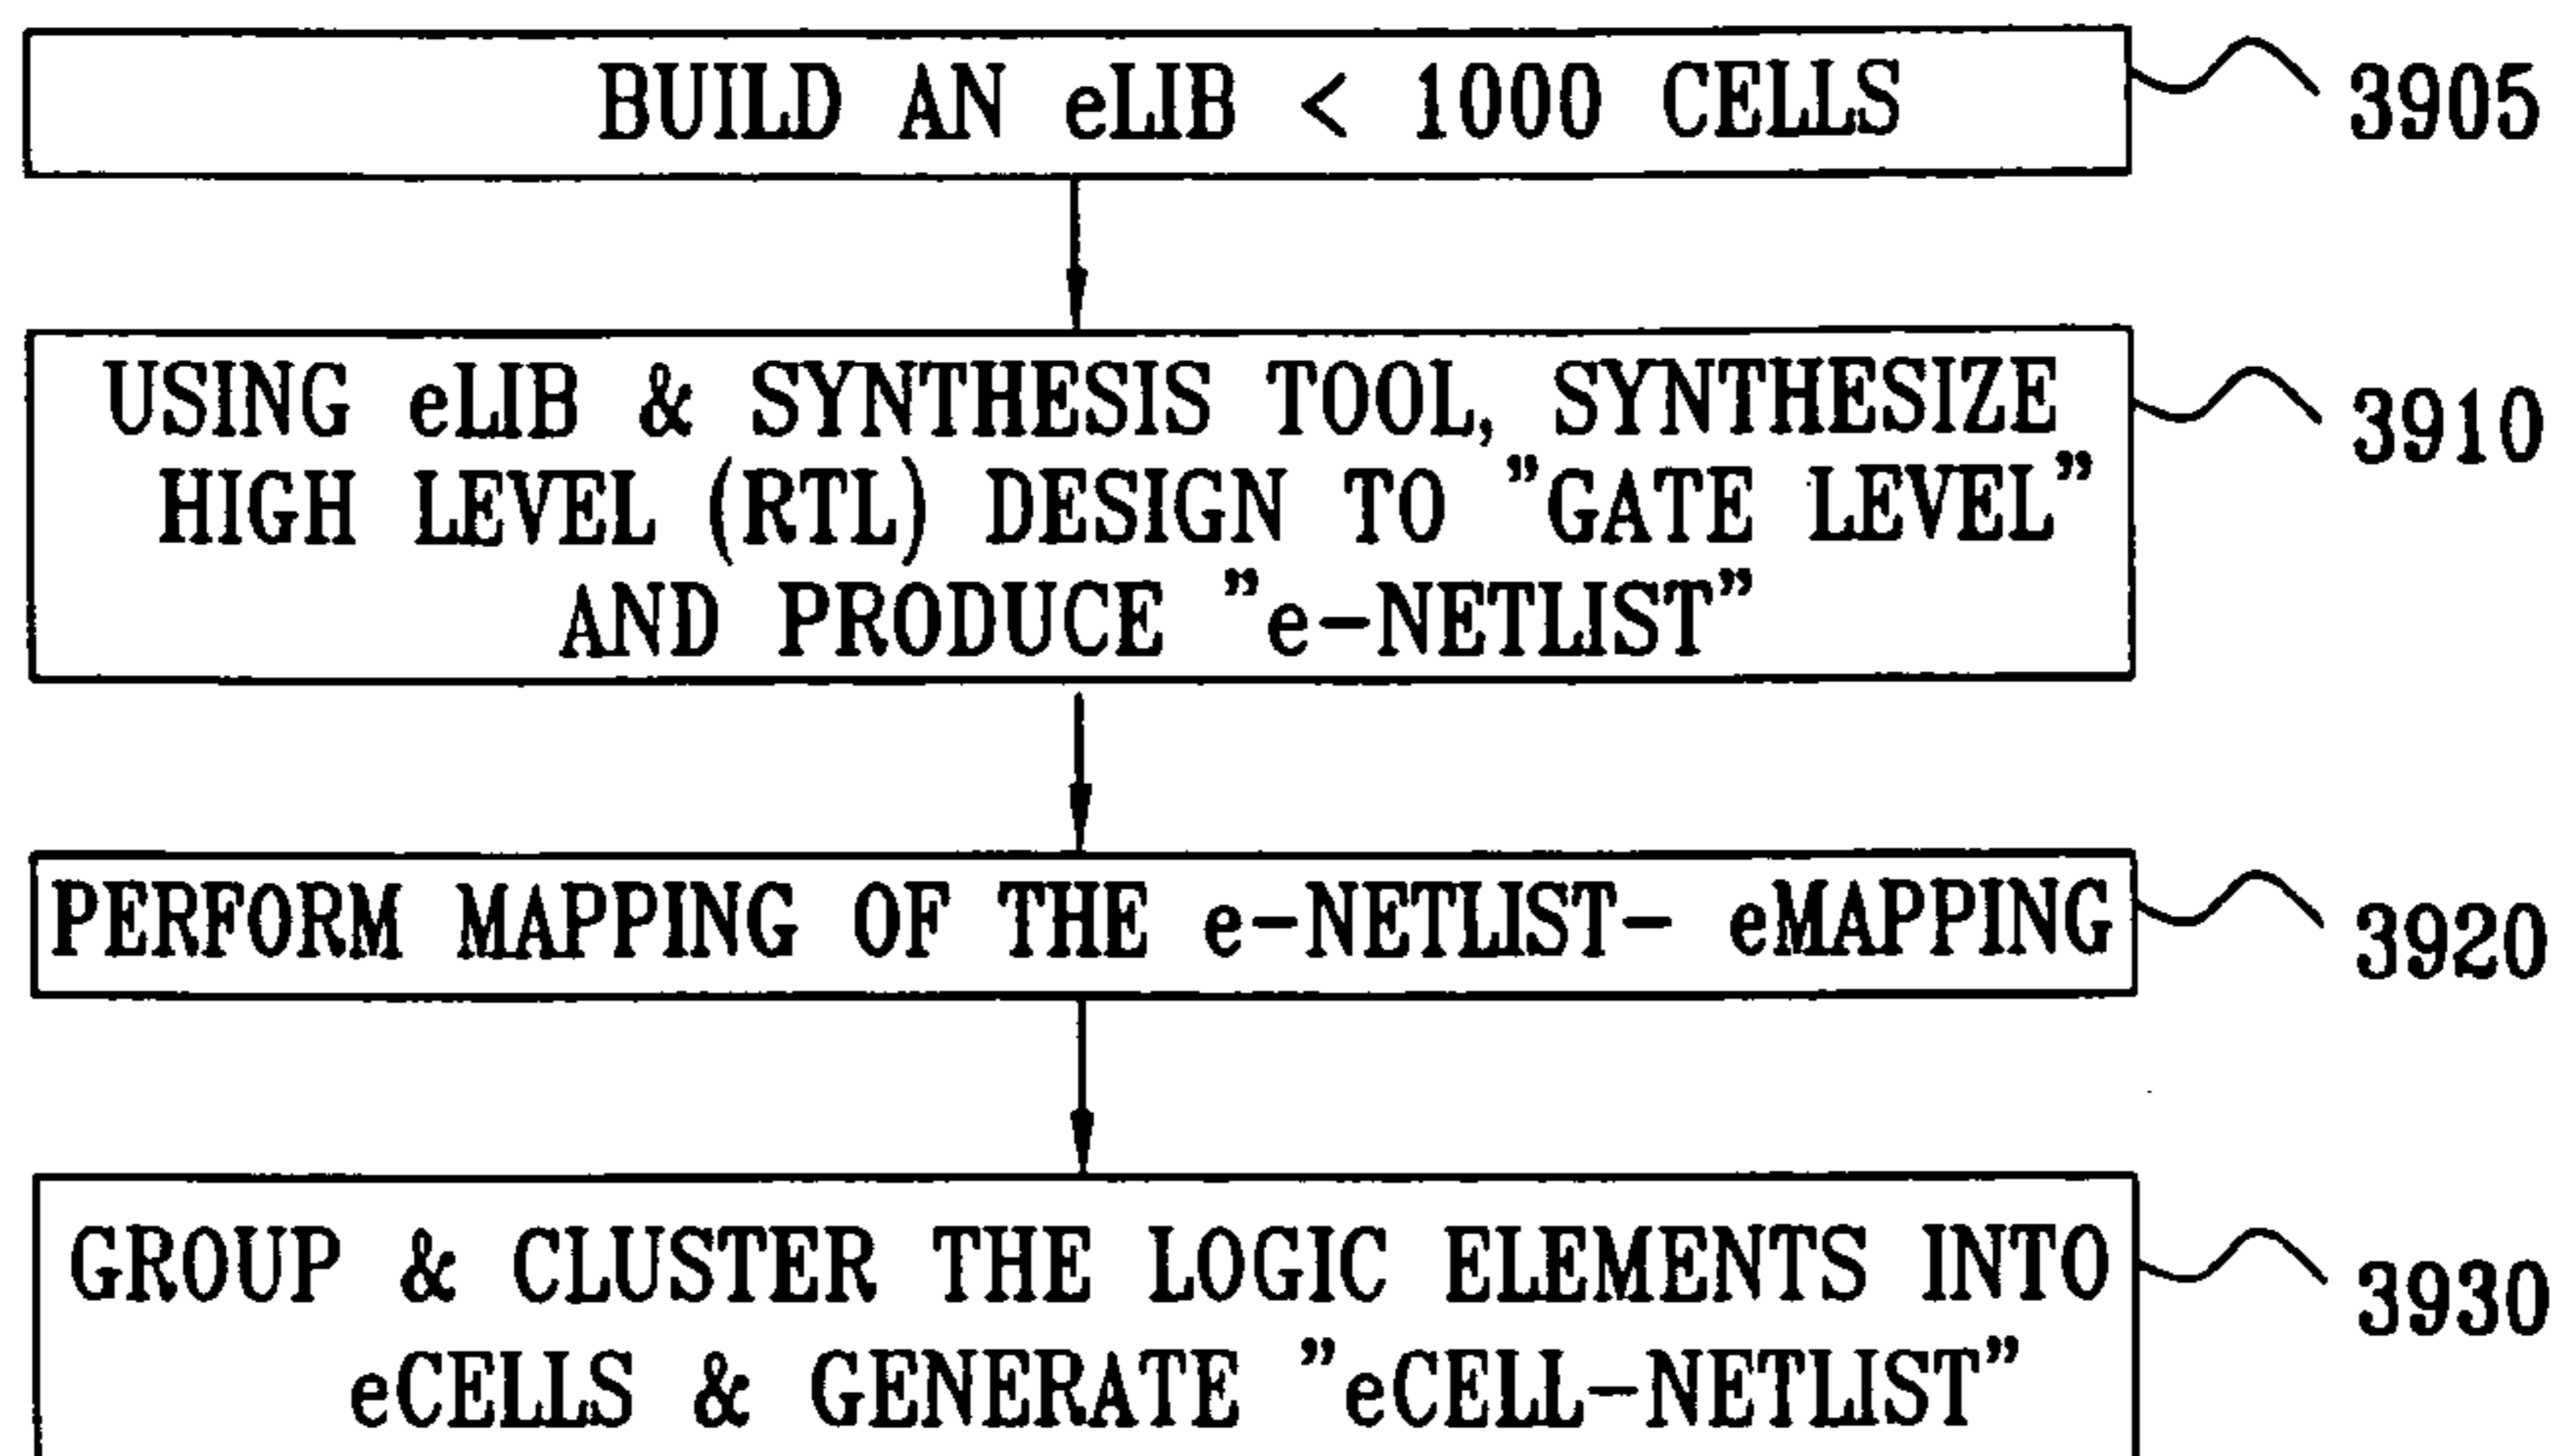 BUILD AN eLIB < 1000 CELLS
3905
USING eLIB & SYNTHESIS TOOL, SYNTHESIZE
HIGH LEVEL (RTL) DESIGN TO "GATE LEVEL"
AND PRODUCE "e-NETLIST"
3910
PERFORM MAPPING OF THE e-NETLIST- eMAPPING
3920
GROUP & CLUSTER THE LOGIC ELEMENTS INTO
eCELLS & GENERATE "eCELL-NETLIST"
3930